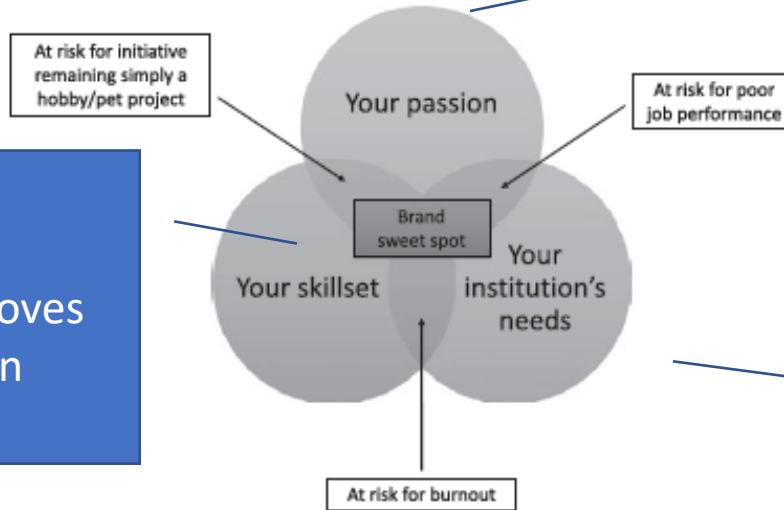 At risk for initiative
remaining simply a
hobby/pet project
Your passion
At risk for poor
job performance
Brand
sweet spot
Your skillset
Your
institution's
needs
At risk for burnout